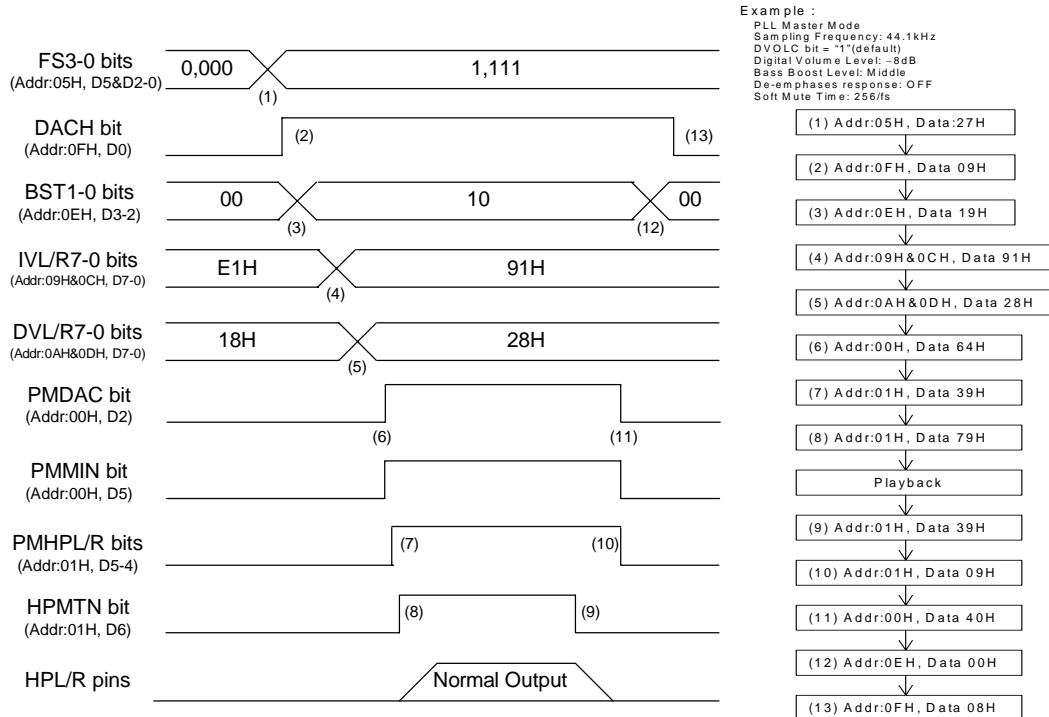 FS3-0 bits
(Addr:05H, D5&D2-0)
0,000
1,111
(1)
DACH bit
(Addr:0FH, D0)
(2)
(13)
BST1-0 bits
(Addr:0EH, D3-2)
00
10
00
(3)
(12)
IVL/R7-0 bits
(Addr:09H&0CH, D7-0)
E1H
91H
(4)
DVL/R7-0 bits
(Addr:0AH&0DH, D7-0)
18H
28H
(5)
PMDAC bit
(Addr:00H, D2)
(6)
(11)
PMMIN bit
(Addr:00H, D5)
PMHPL/R bits
(Addr:01H, D5-4)
(7)
(10)
HPMTN bit
(Addr:01H, D6)
(8)
(9)
HPL/R pins
Normal Output
Example :
PLL Master Mode
Sampling Frequency: 44.1kHz
DVOLC bit = “1”(default)
Digital Volume Level: −8dB
Bass Boost Level: Middle
De-emphases response: OFF
Soft Mute Time: 256/fs
(1) Addr:05H, Data:27H
(2) Addr:0FH, Data 09H
(3) Addr:0EH, Data 19H
(4) Addr:09H&0CH, Data 91H
(5) Addr:0AH&0DH, Data 28H
(6) Addr:00H, Data 64H
(7) Addr:01H, Data 39H
(8) Addr:01H, Data 79H
Playback
(9) Addr:01H, Data 39H
(10) Addr:01H, Data 09H
(11) Addr:00H, Data 40H
(12) Addr:0EH, Data 00H
(13) Addr:0FH, Data 08H